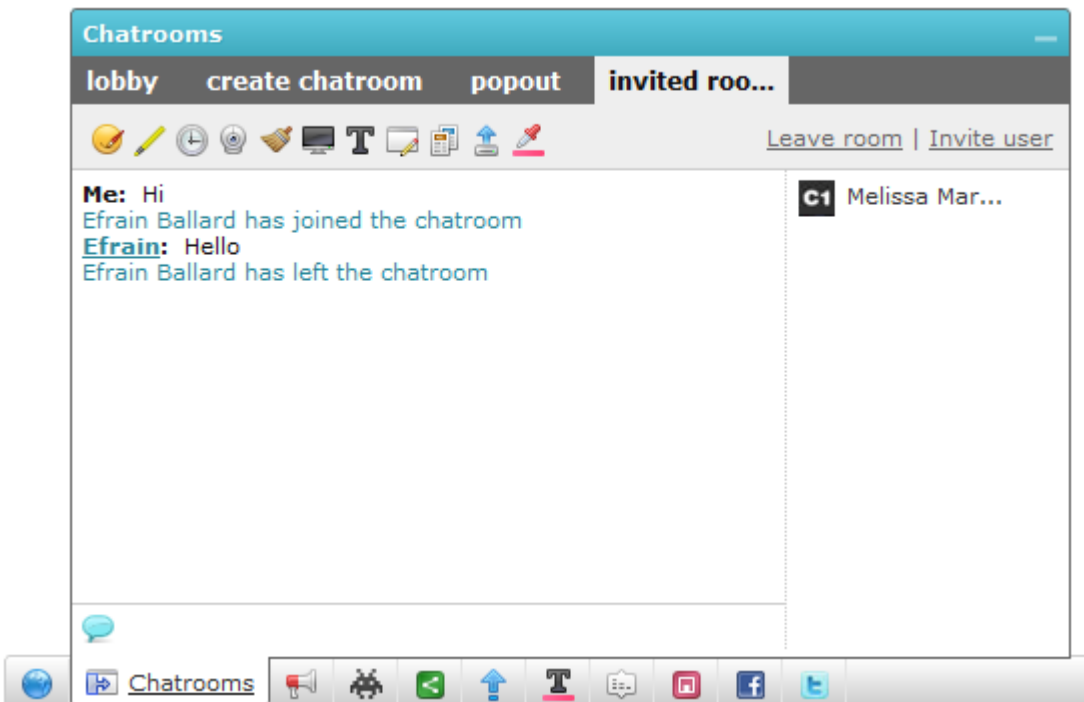 Chatrooms
lobby create chatroom popout invited roo...
T Leave room | Invite user
Me: Hi
Efrain Ballard has joined the chatroom
Efrain: Hello
Efrain Ballard has left the chatroom
C1 Melissa Mar...
Chatrooms T f t